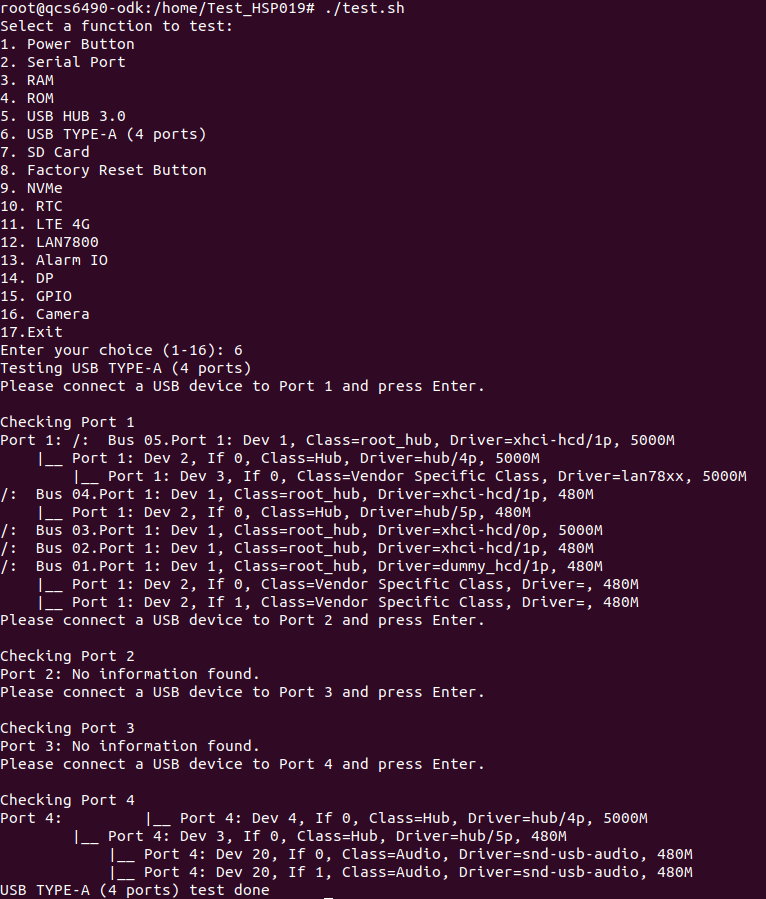 root@qcs6490-odk:/home/Test_HSP019# ./test.sh
Select a function to test:
1. Power Button
2. Serial Port
3. RAM
4. ROM
5. USB HUB 3.0
6. USB TYPE-A (4 ports)
7. SD Card
8. Factory Reset Button
9. NVMe
10. RTC
11. LTE 4G
12. LAN7800
13. Alarm IO
14. DP
15. GPIO
16. Camera
17.Exit
Enter your choice (1-16): 6
Testing USB TYPE-A (4 ports)
Please connect a USB device to Port 1 and press Enter.

Checking Port 1
Port 1: /:  Bus 05.Port 1: Dev 1, Class=root_hub, Driver=xhci-hcd/1p, 5000M
    |__ Port 1: Dev 2, If 0, Class=Hub, Driver=hub/4p, 5000M
        |__ Port 1: Dev 3, If 0, Class=Vendor Specific Class, Driver=lan78xx, 5000M
/:  Bus 04.Port 1: Dev 1, Class=root_hub, Driver=xhci-hcd/1p, 480M
    |__ Port 1: Dev 2, If 0, Class=Hub, Driver=hub/5p, 480M
/:  Bus 03.Port 1: Dev 1, Class=root_hub, Driver=xhci-hcd/0p, 5000M
/:  Bus 02.Port 1: Dev 1, Class=root_hub, Driver=xhci-hcd/1p, 480M
/:  Bus 01.Port 1: Dev 1, Class=root_hub, Driver=dummy_hcd/1p, 480M
    |__ Port 1: Dev 2, If 0, Class=Vendor Specific Class, Driver=, 480M
    |__ Port 1: Dev 2, If 1, Class=Vendor Specific Class, Driver=, 480M
Please connect a USB device to Port 2 and press Enter.

Checking Port 2
Port 2: No information found.
Please connect a USB device to Port 3 and press Enter.

Checking Port 3
Port 3: No information found.
Please connect a USB device to Port 4 and press Enter.

Checking Port 4
Port 4:         |__ Port 4: Dev 4, If 0, Class=Hub, Driver=hub/4p, 5000M
        |__ Port 4: Dev 3, If 0, Class=Hub, Driver=hub/5p, 480M
            |__ Port 4: Dev 20, If 0, Class=Audio, Driver=snd-usb-audio, 480M
            |__ Port 4: Dev 20, If 1, Class=Audio, Driver=snd-usb-audio, 480M
USB TYPE-A (4 ports) test done